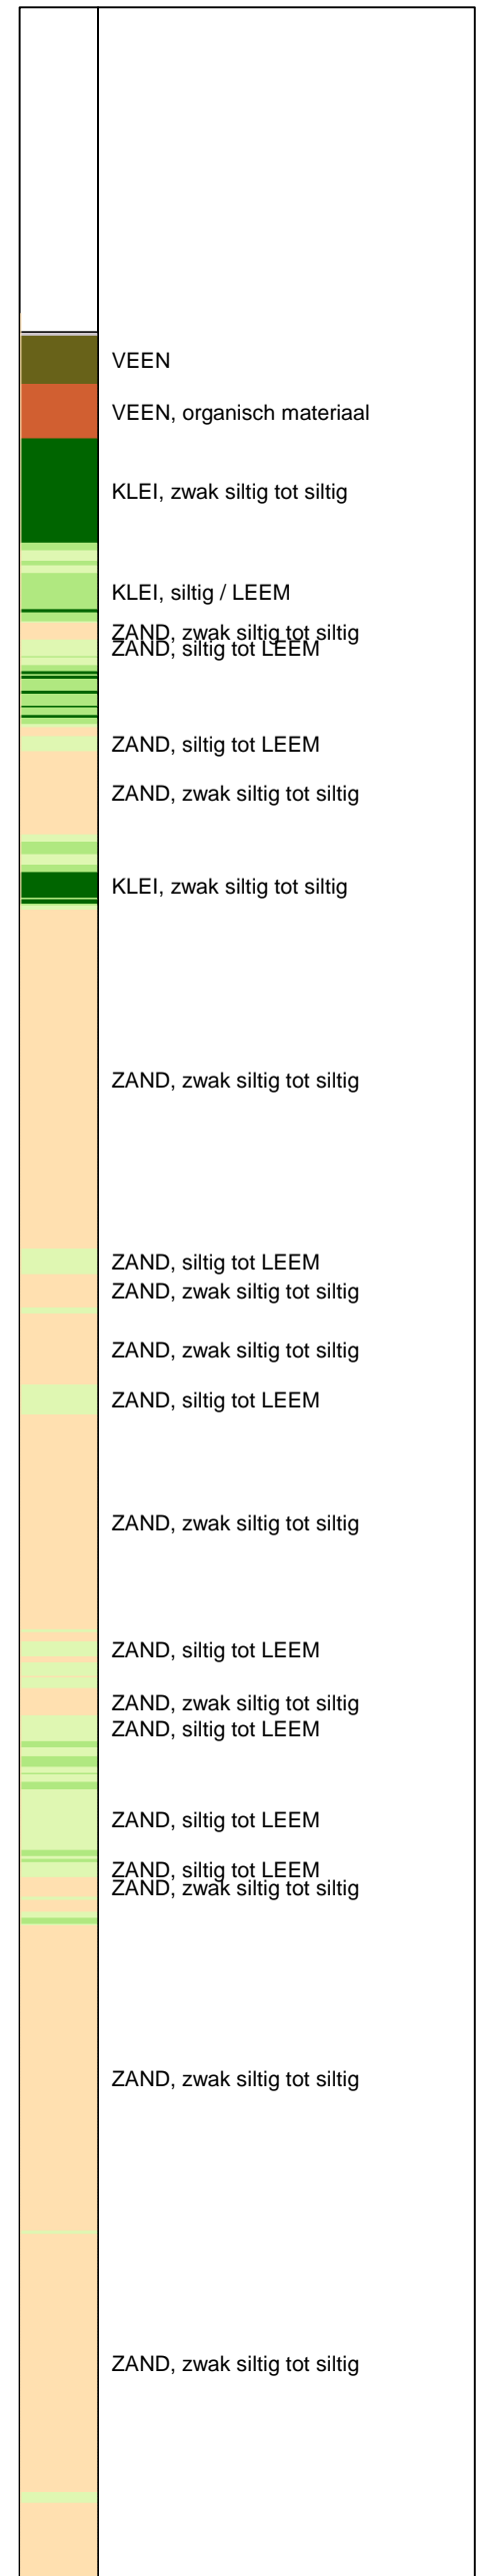 VEEN
VEEN, organisch materiaal
KLEI, zwak siltig tot siltig
KLEI, siltig / LEEM
ZAND, zwak siltig tot siltig
ZAND, siltig tot LEEM
ZAND, siltig tot LEEM
ZAND, zwak siltig tot siltig
KLEI, zwak siltig tot siltig
ZAND, zwak siltig tot siltig
ZAND, siltig tot LEEM
ZAND, zwak siltig tot siltig
ZAND, zwak siltig tot siltig
ZAND, siltig tot LEEM
ZAND, zwak siltig tot siltig
ZAND, siltig tot LEEM
ZAND, zwak siltig tot siltig
ZAND, siltig tot LEEM
ZAND, siltig tot LEEM
ZAND, siltig tot LEEM
ZAND, zwak siltig tot siltig
ZAND, zwak siltig tot siltig
ZAND, zwak siltig tot siltig